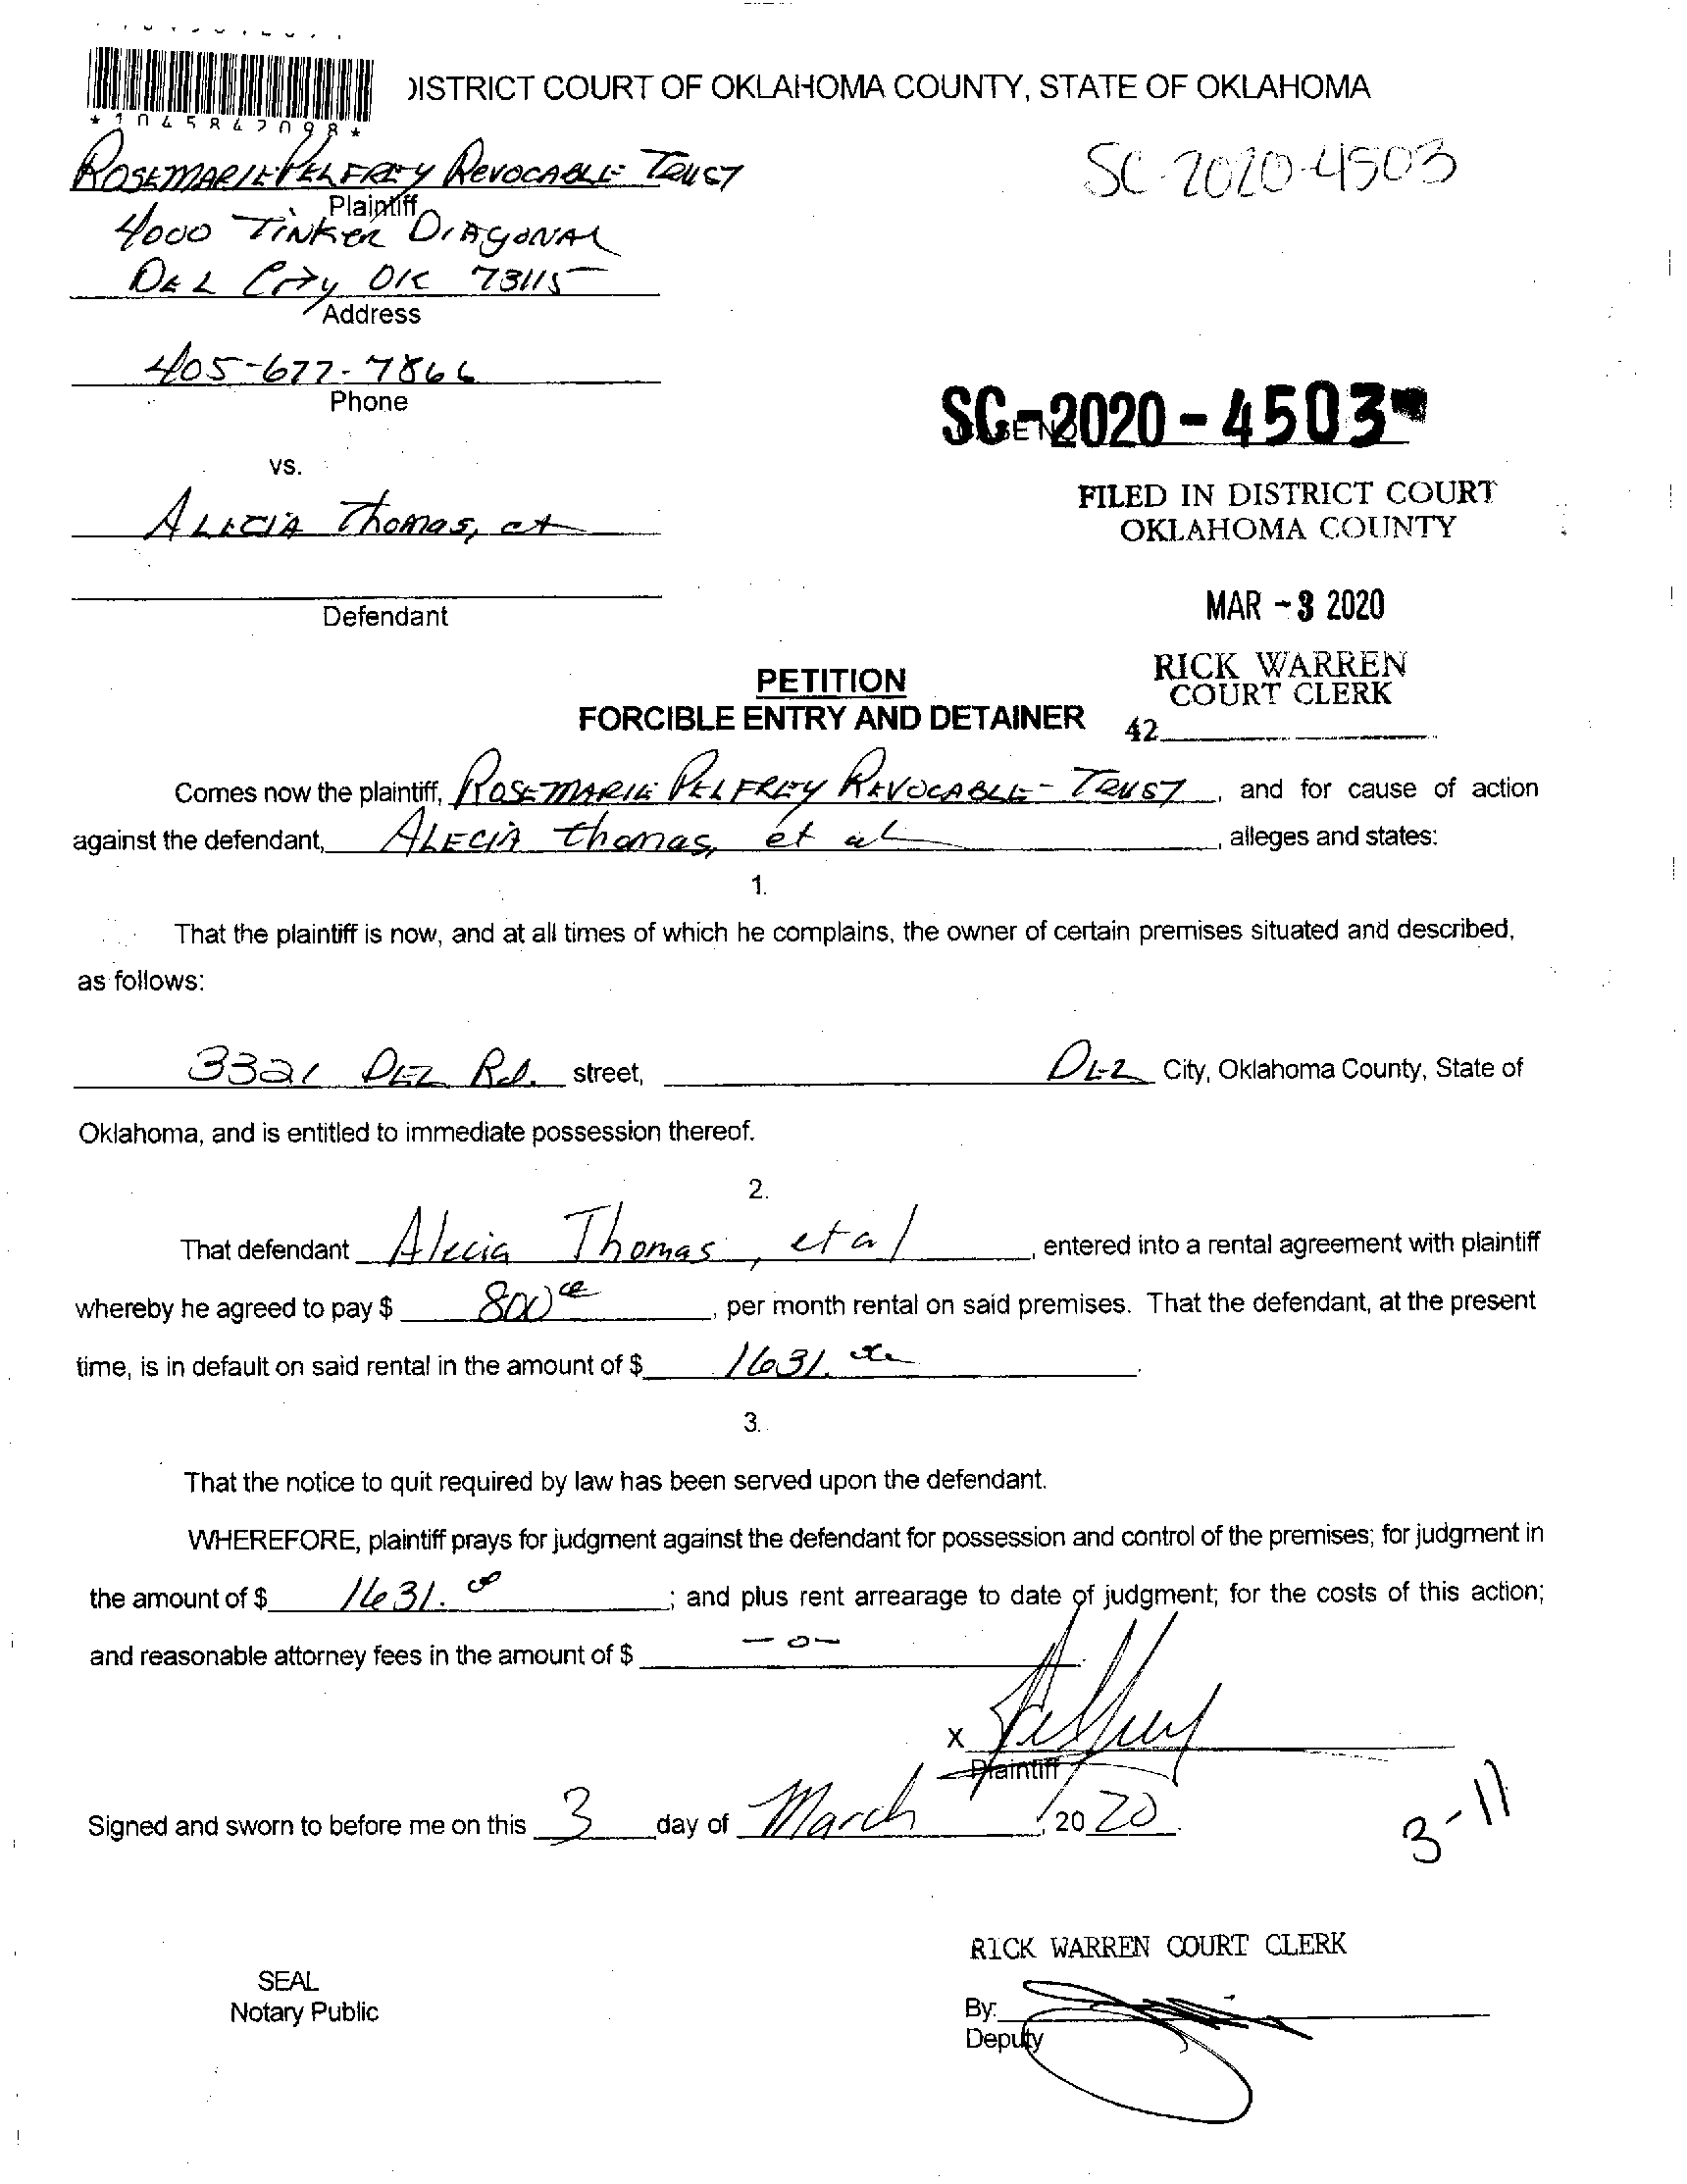 DISTRICT COURT OF OKLAHOMA COUNTY, STATE OF OKLAHOMA
*1045842098*
ROSEMARIE PELFREY REVOCABLE TRUST
SC-2020-4503
Plaintiff
4000 TINKER DIAGONAL
DEL City OK 73115
Address
405-677-7866
Phone
SC-2020-4503
vs.
ALECIA Thomas, et
FILED IN DISTRICT COURT
OKLAHOMA COUNTY
Defendant
MAR -3 2020
RICK WARREN
COURT CLERK
42
PETITION
FORCIBLE ENTRY AND DETAINER
Comes now the plaintiff, ROSEMARIE PELFREY REVOCABLE TRUST, and for cause of action
against the defendant, ALECIA Thomas, et al, alleges and states:
1.
That the plaintiff is now, and at all times of which he complains, the owner of certain premises situated and described,
as follows:
3321 DEL Rd. street, DEL City, Oklahoma County, State of
Oklahoma, and is entitled to immediate possession thereof.
2.
That defendant Alecia Thomas, et al, entered into a rental agreement with plaintiff
whereby he agreed to pay $ 800 , per month rental on said premises. That the defendant, at the present
time, is in default on said rental in the amount of $ 1631. .
3.
That the notice to quit required by law has been served upon the defendant.
WHEREFORE, plaintiff prays for judgment against the defendant for possession and control of the premises; for judgment in
the amount of $ 1631. ; and plus rent arrearage to date of judgment; for the costs of this action;
and reasonable attorney fees in the amount of $ -0-
X Pelfrey
Plaintiff
Signed and sworn to before me on this 3 day of March, 2020.
3-11
RICK WARREN COURT CLERK
SEAL
Notary Public
By:
Deputy